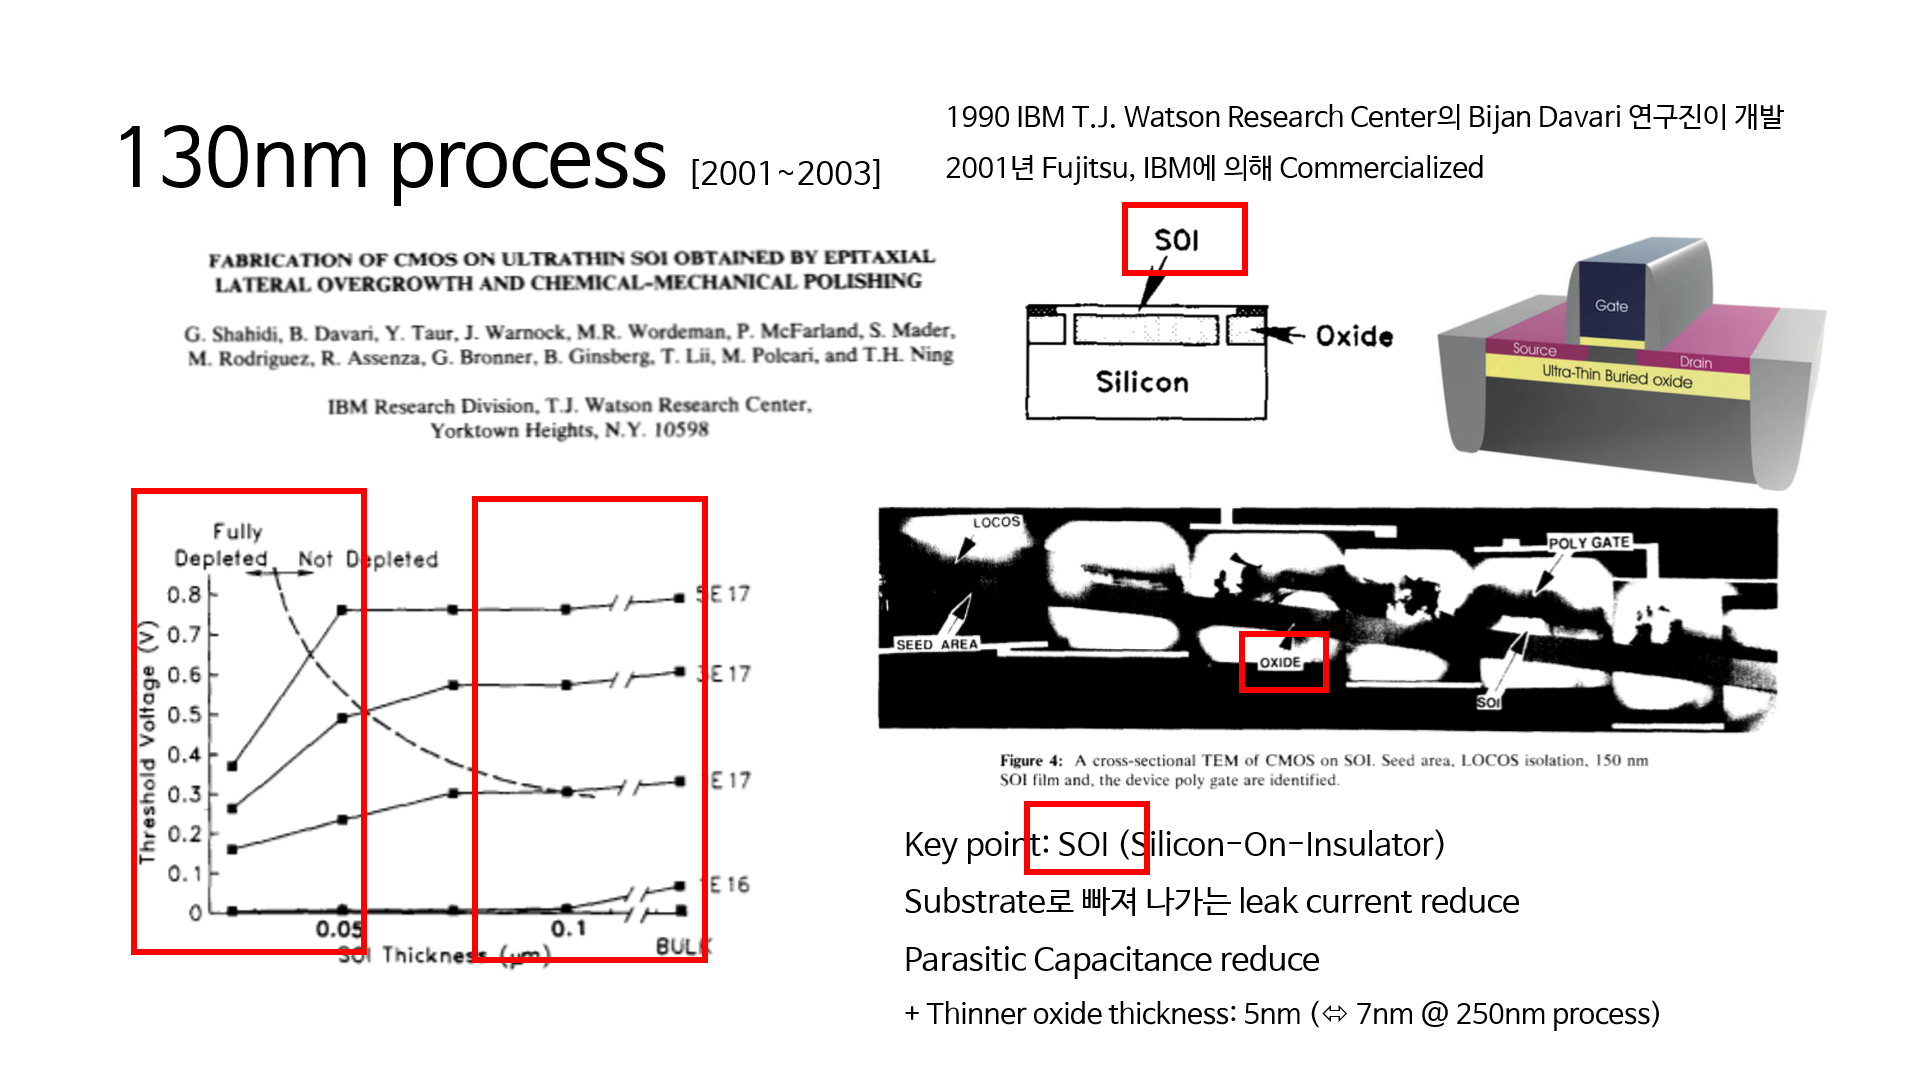 130nm process [2001~2003]
1990 IBM T.J. Watson Research Center의 Bijan Davari 연구진이 개발
2001년 Fujitsu, IBM에 의해 Commercialized
FABRICATION OF CMOS ON ULTRATHIN SOI OBTAINED BY EPITAXIAL
LATERAL OVERGROWTH AND CHEMICAL-MECHANICAL POLISHING
G. Shahidi, B. Davari, Y. Taur, J. Warnock, M.R. Wordeman, P. McFarland, S. Mader,
M. Rodriguez, R. Assenza, G. Bronner, B. Ginsberg, T. Lii, M. Polcari, and T.H. Ning
IBM Research Division, T.J. Watson Research Center,
Yorktown Heights, N.Y. 10598
SOI
Oxide
Silicon
Gate
Source
Drain
Ultra-Thin Buried oxide
Fully
Depleted
Not Depleted
Threshold Voltage (V)
0.8
0.7
0.6
0.5
0.4
0.3
0.2
0.1
0
5E17
3E17
1E17
1E16
0.05
0.1
BULK
SOI Thickness (μm)
LOCOS
POLY GATE
SEED AREA
OXIDE
SOI
Figure 4: A cross-sectional TEM of CMOS on SOI. Seed area, LOCOS isolation, 150 nm
SOI film and, the device poly gate are identified.
Key point: SOI (Silicon-On-Insulator)
Substrate로 빠져 나가는 leak current reduce
Parasitic Capacitance reduce
+ Thinner oxide thickness: 5nm (⬄ 7nm @ 250nm process)